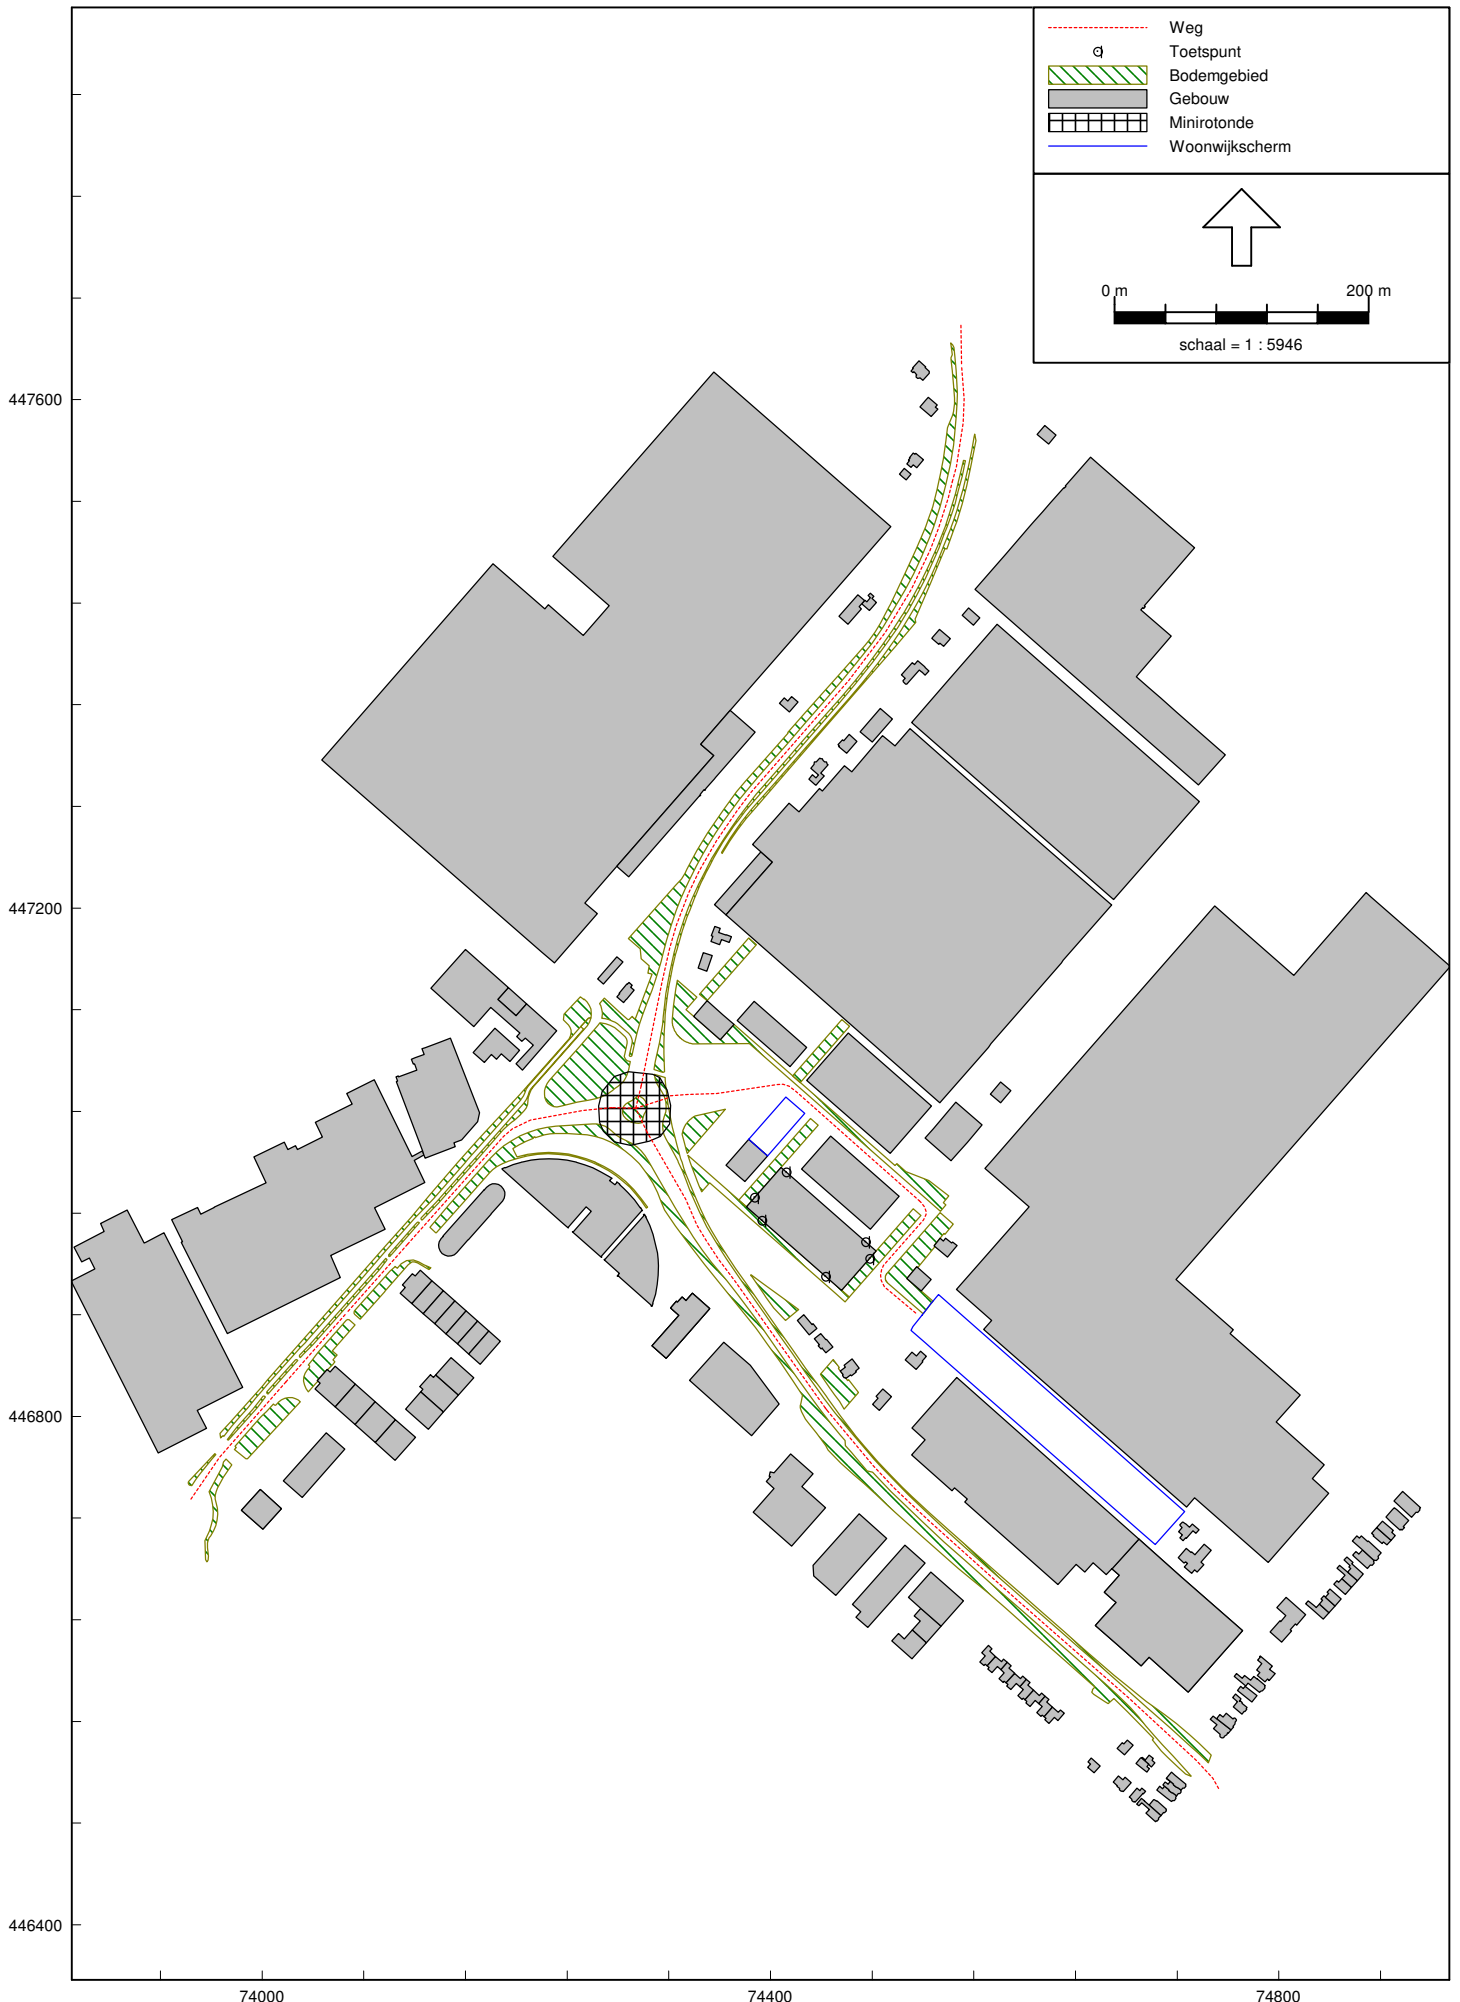 Weg
Toetspunt
Bodemgebied
Gebouw
Minirotonde
Woonwijkscherm
0 m 200 m
schaal = 1 : 5946
447600
447200
446800
446400
74000 74400 74800